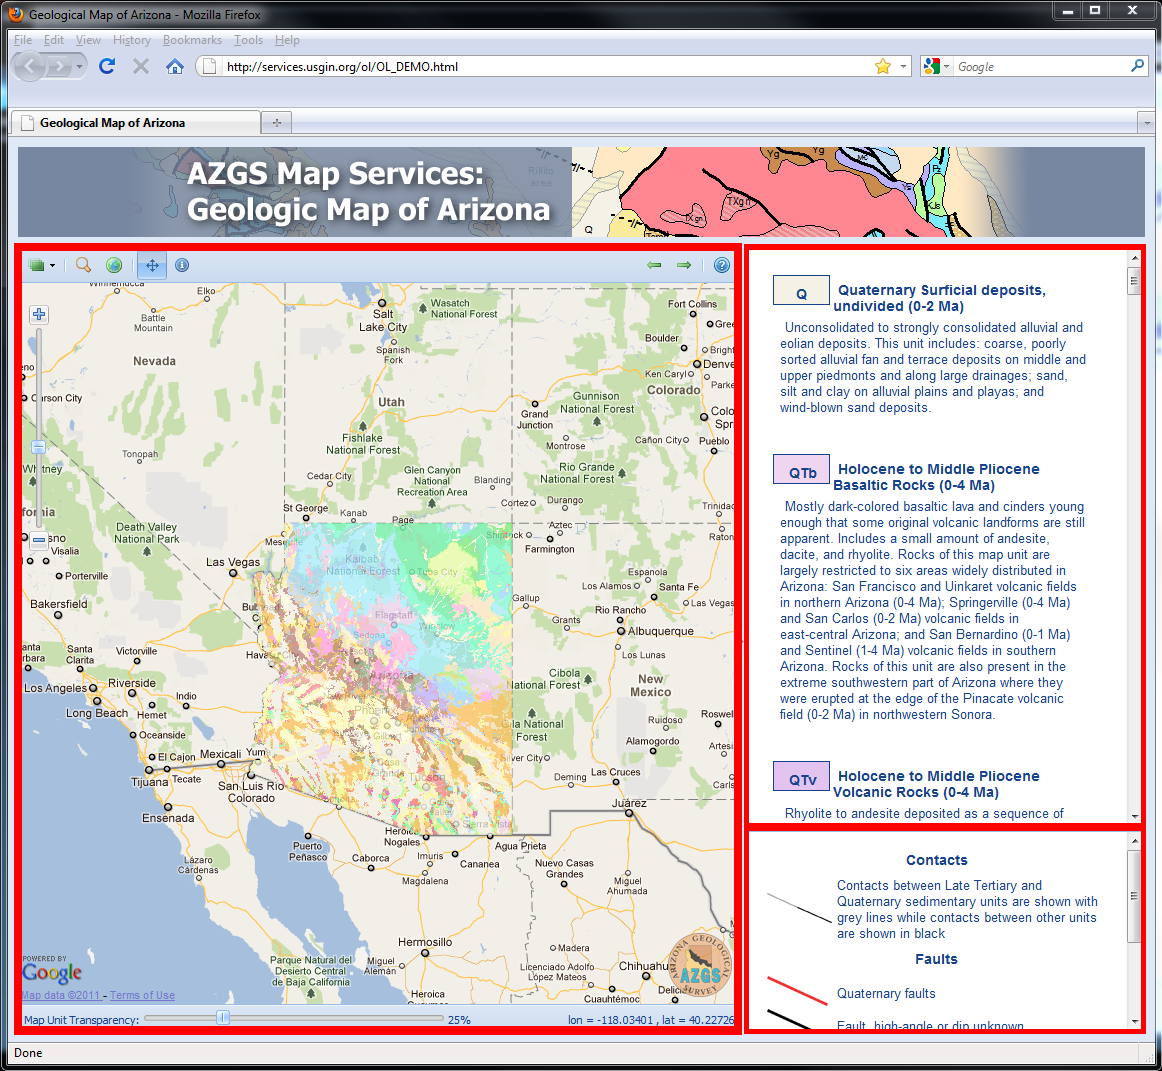 Geological Map of Arizona - Mozilla Firefox
File Edit View History Bookmarks Tools Help
http://services.usgin.org/ol/OL_DEMO.html
Google
Geological Map of Arizona
AZGS Map Services:
Geologic Map of Arizona
Rillito
area
Q
TXgn
TXgn
Yg
Yg
Ys
Pz
KJs
Q
Quaternary Surficial deposits,
undivided (0-2 Ma)
Unconsolidated to strongly consolidated alluvial and
eolian deposits. This unit includes: coarse, poorly
sorted alluvial fan and terrace deposits on middle and
upper piedmonts and along large drainages; sand,
silt and clay on alluvial plains and playas; and
wind-blown sand deposits.
QTb
Holocene to Middle Pliocene
Basaltic Rocks (0-4 Ma)
Mostly dark-colored basaltic lava and cinders young
enough that some original volcanic landforms are still
apparent. Includes a small amount of andesite,
dacite, and rhyolite. Rocks of this map unit are
largely restricted to six areas widely distributed in
Arizona: San Francisco and Uinkaret volcanic fields
in northern Arizona (0-4 Ma); Springerville (0-4 Ma)
and San Carlos (0-2 Ma) volcanic fields in
east-central Arizona; and San Bernardino (0-1 Ma)
and Sentinel (1-4 Ma) volcanic fields in southern
Arizona. Rocks of this unit are also present in the
extreme southwestern part of Arizona where they
were erupted at the edge of the Pinacate volcanic
field (0-2 Ma) in northwestern Sonora.
QTv
Holocene to Middle Pliocene
Volcanic Rocks (0-4 Ma)
Rhyolite to andesite deposited as a sequence of
Contacts
Contacts between Late Tertiary and
Quaternary sedimentary units are shown with
grey lines while contacts between other units
are shown in black
Faults
Quaternary faults
Fault, high-angle or dip unknown
Winnemucca
Elko
Battle
Mountain
Nevada
Salt
Lake City
Wasatch
National Forest
Spanish
Fork
Fort Collins
Gree
Boulder
Bright
Denve
Ken Caryl
Parke
Colorado
Colo
Spr
Carson City
Utah
Grand
Junction
Gunnison
National Forest
Montrose
Cañon City
Pueblo
Fishlake
National Forest
Tonopah
Whitney
Cedar City
Glen Canyon
National
Recreation Area
Blanding
Rio Grande
National Forest
Cortez
Durango
Trinidad
St George
Kanab
Page
Shiprock
Aztec
Farmington
Raton
Death Valley
National Park
Visalia
Porterville
Mesquite
Las Vegas
Kaibab
National Forest
Tuba City
Española
Los Alamos
Santa Fe
Gallup
Rio Rancho
Las Vegas
Bakersfield
Grants
Albuquerque
Flagstaff
Winslow
Sedona
Los Lunas
Santa
Clarita
Victorville
Arizona
Cibola
National Forest
New
Mexico
Los Angeles
Riverside
Indio
Long Beach
Hemet
Phoenix
Ruidoso
Roswell
Oceanside
Alamogordo
El Cajon
Mexicali
Casa
Grande
Silver City
Tijuana
Tecate
San Luis Rio
Colorado
Tucson
Deming
Las Cruces
Ensenada
Sonoita
Sierra Vista
Juárez
Heroica
Nogales
Agua Prieta
Puerto
Peñasco
Caborca
Imuris
Cananea
Magdalena
Nuevo Casas
Grandes
Miguel
Ahumada
Lázaro
Cárdenas
Hermosillo
Madera
Parque Natural del
Desierto Central
de Baja California
Miguel
Alemán
Licenciado Adolfo
López Mateos
Chihuahua
Delicias
Cuauhtémoc
Heroica
ARIZONA GEOLOGICAL
AZGS
SURVEY
POWERED BY
Google
Map data ©2011 - Terms of Use
Map Unit Transparency:
25%
lon = -118.03401 , lat = 40.22726
Done